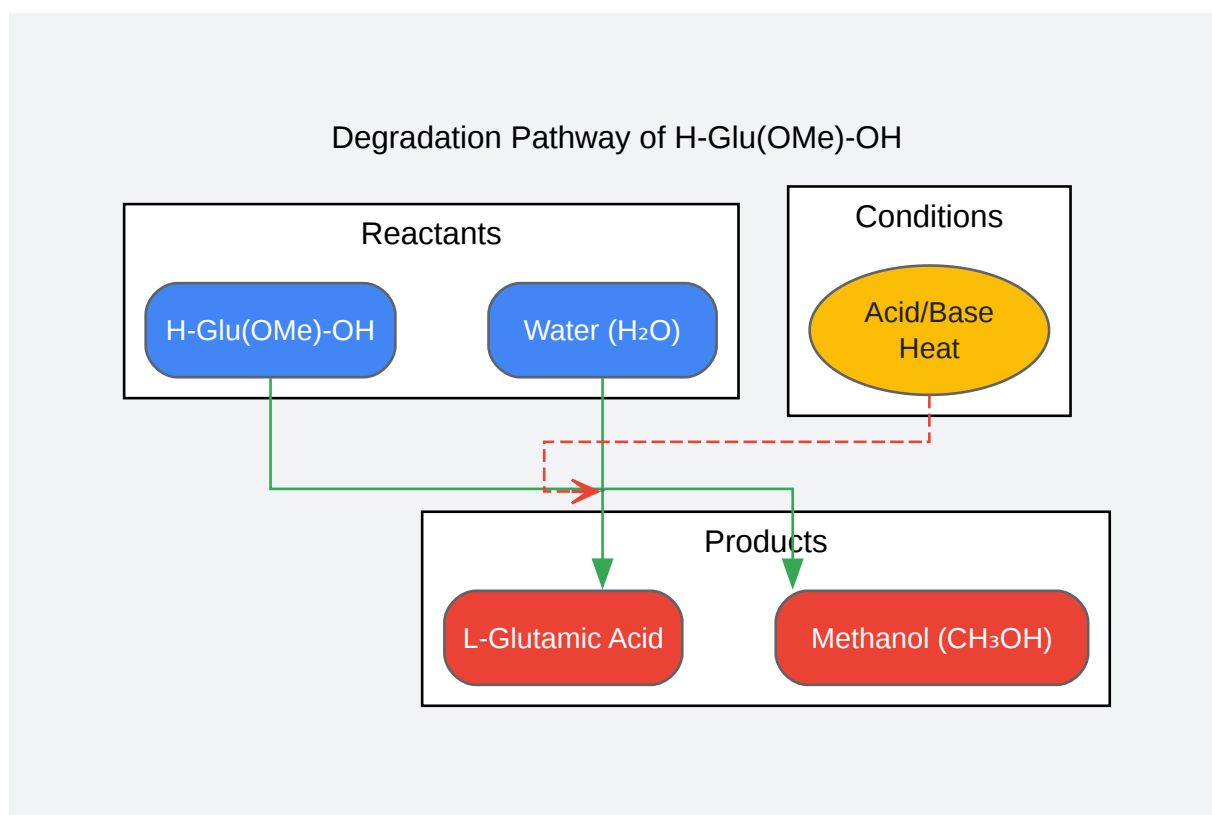 Degradation Pathway of H-Glu(OMe)-OH
Reactants
Conditions
H-Glu(OMe)-OH
Water (H₂O)
Acid/Base
Heat
Products
L-Glutamic Acid
Methanol (CH₃OH)